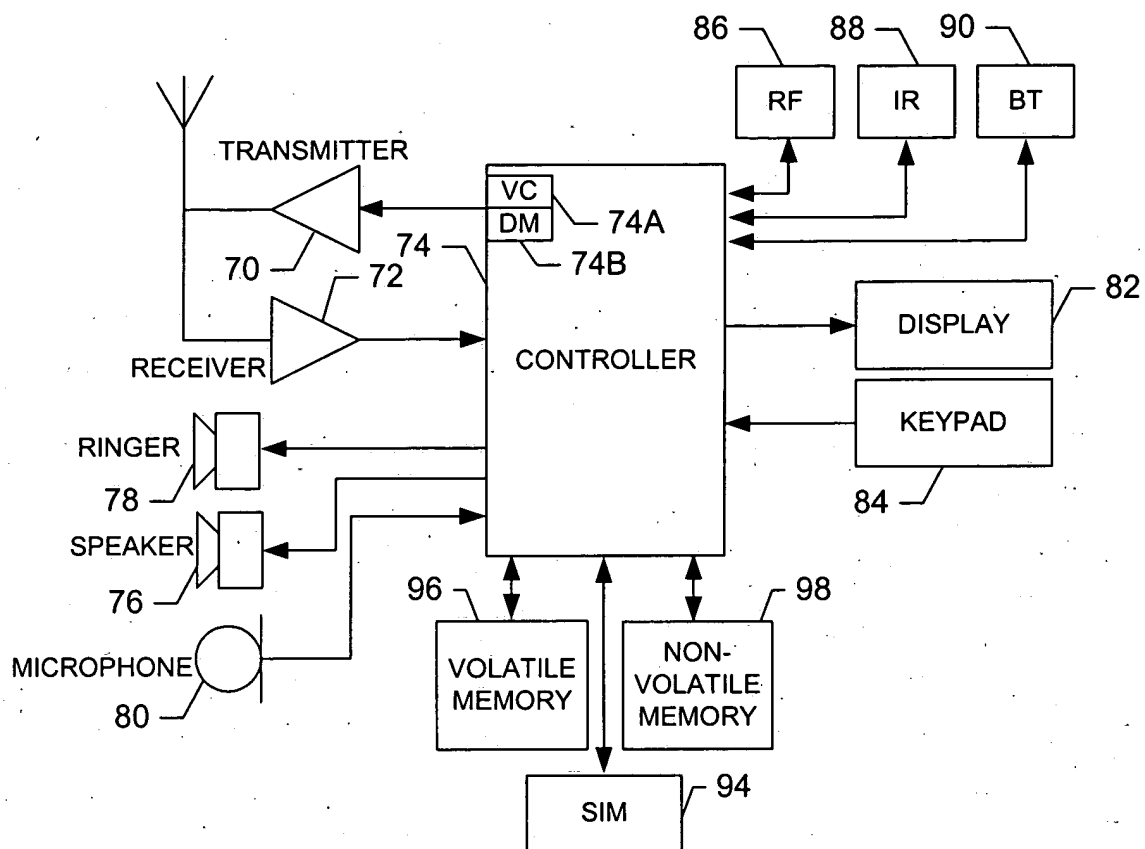 86
88
90
RF
IR
BT
TRANSMITTER
VC
DM
74A
74B
74
70
72
RECEIVER
CONTROLLER
82
DISPLAY
KEYPAD
84
RINGER
78
SPEAKER
76
MICROPHONE
80
96
98
VOLATILE
MEMORY
NON-
VOLATILE
MEMORY
SIM
94